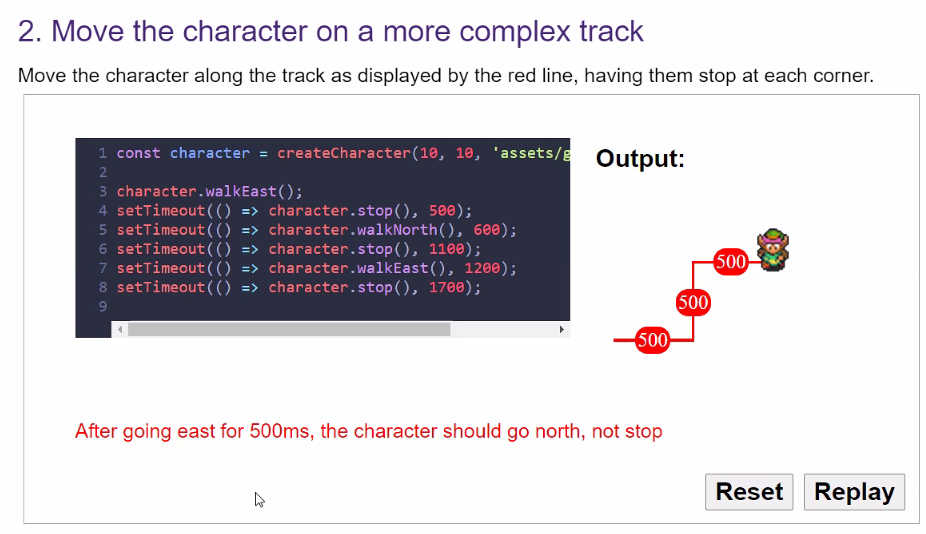 2. Move the character on a more complex track
Move the character along the track as displayed by the red line, having them stop at each corner.
1 const character = createCharacter(10, 10, 'assets/g
2
3 character.walkEast();
4 setTimeout(() => character.stop(), 500);
5 setTimeout(() => character.walkNorth(), 600);
6 setTimeout(() => character.stop(), 1100);
7 setTimeout(() => character.walkEast(), 1200);
8 setTimeout(() => character.stop(), 1700);
9
Output:
500
500
500
After going east for 500ms, the character should go north, not stop
Reset Replay